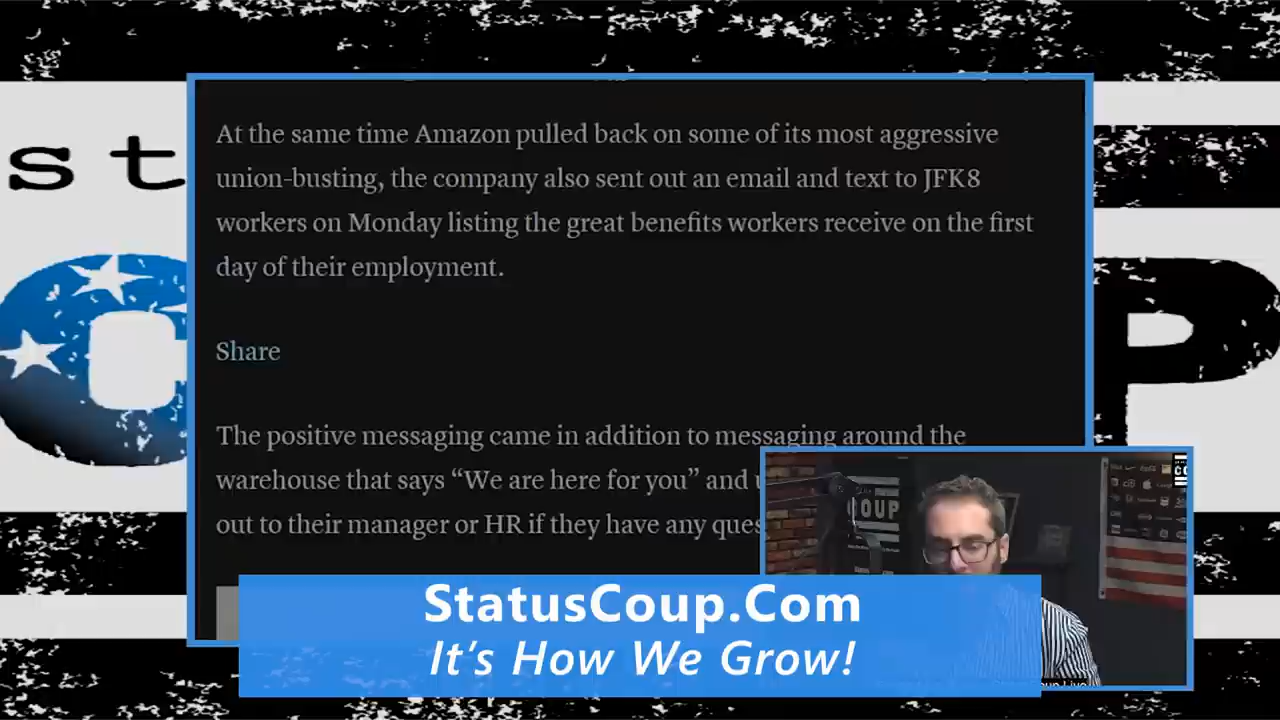 st
At the same time Amazon pulled back on some of its most aggressive
union-busting, the company also sent out an email and text to JFK8
workers on Monday listing the great benefits workers receive on the first
day of their employment.
Share
The positive messaging came in addition to messaging around the
warehouse that says “We are here for you” and
out to their manager or HR if they have any
COUP
StatusCoup.Com
It’s How We Grow!